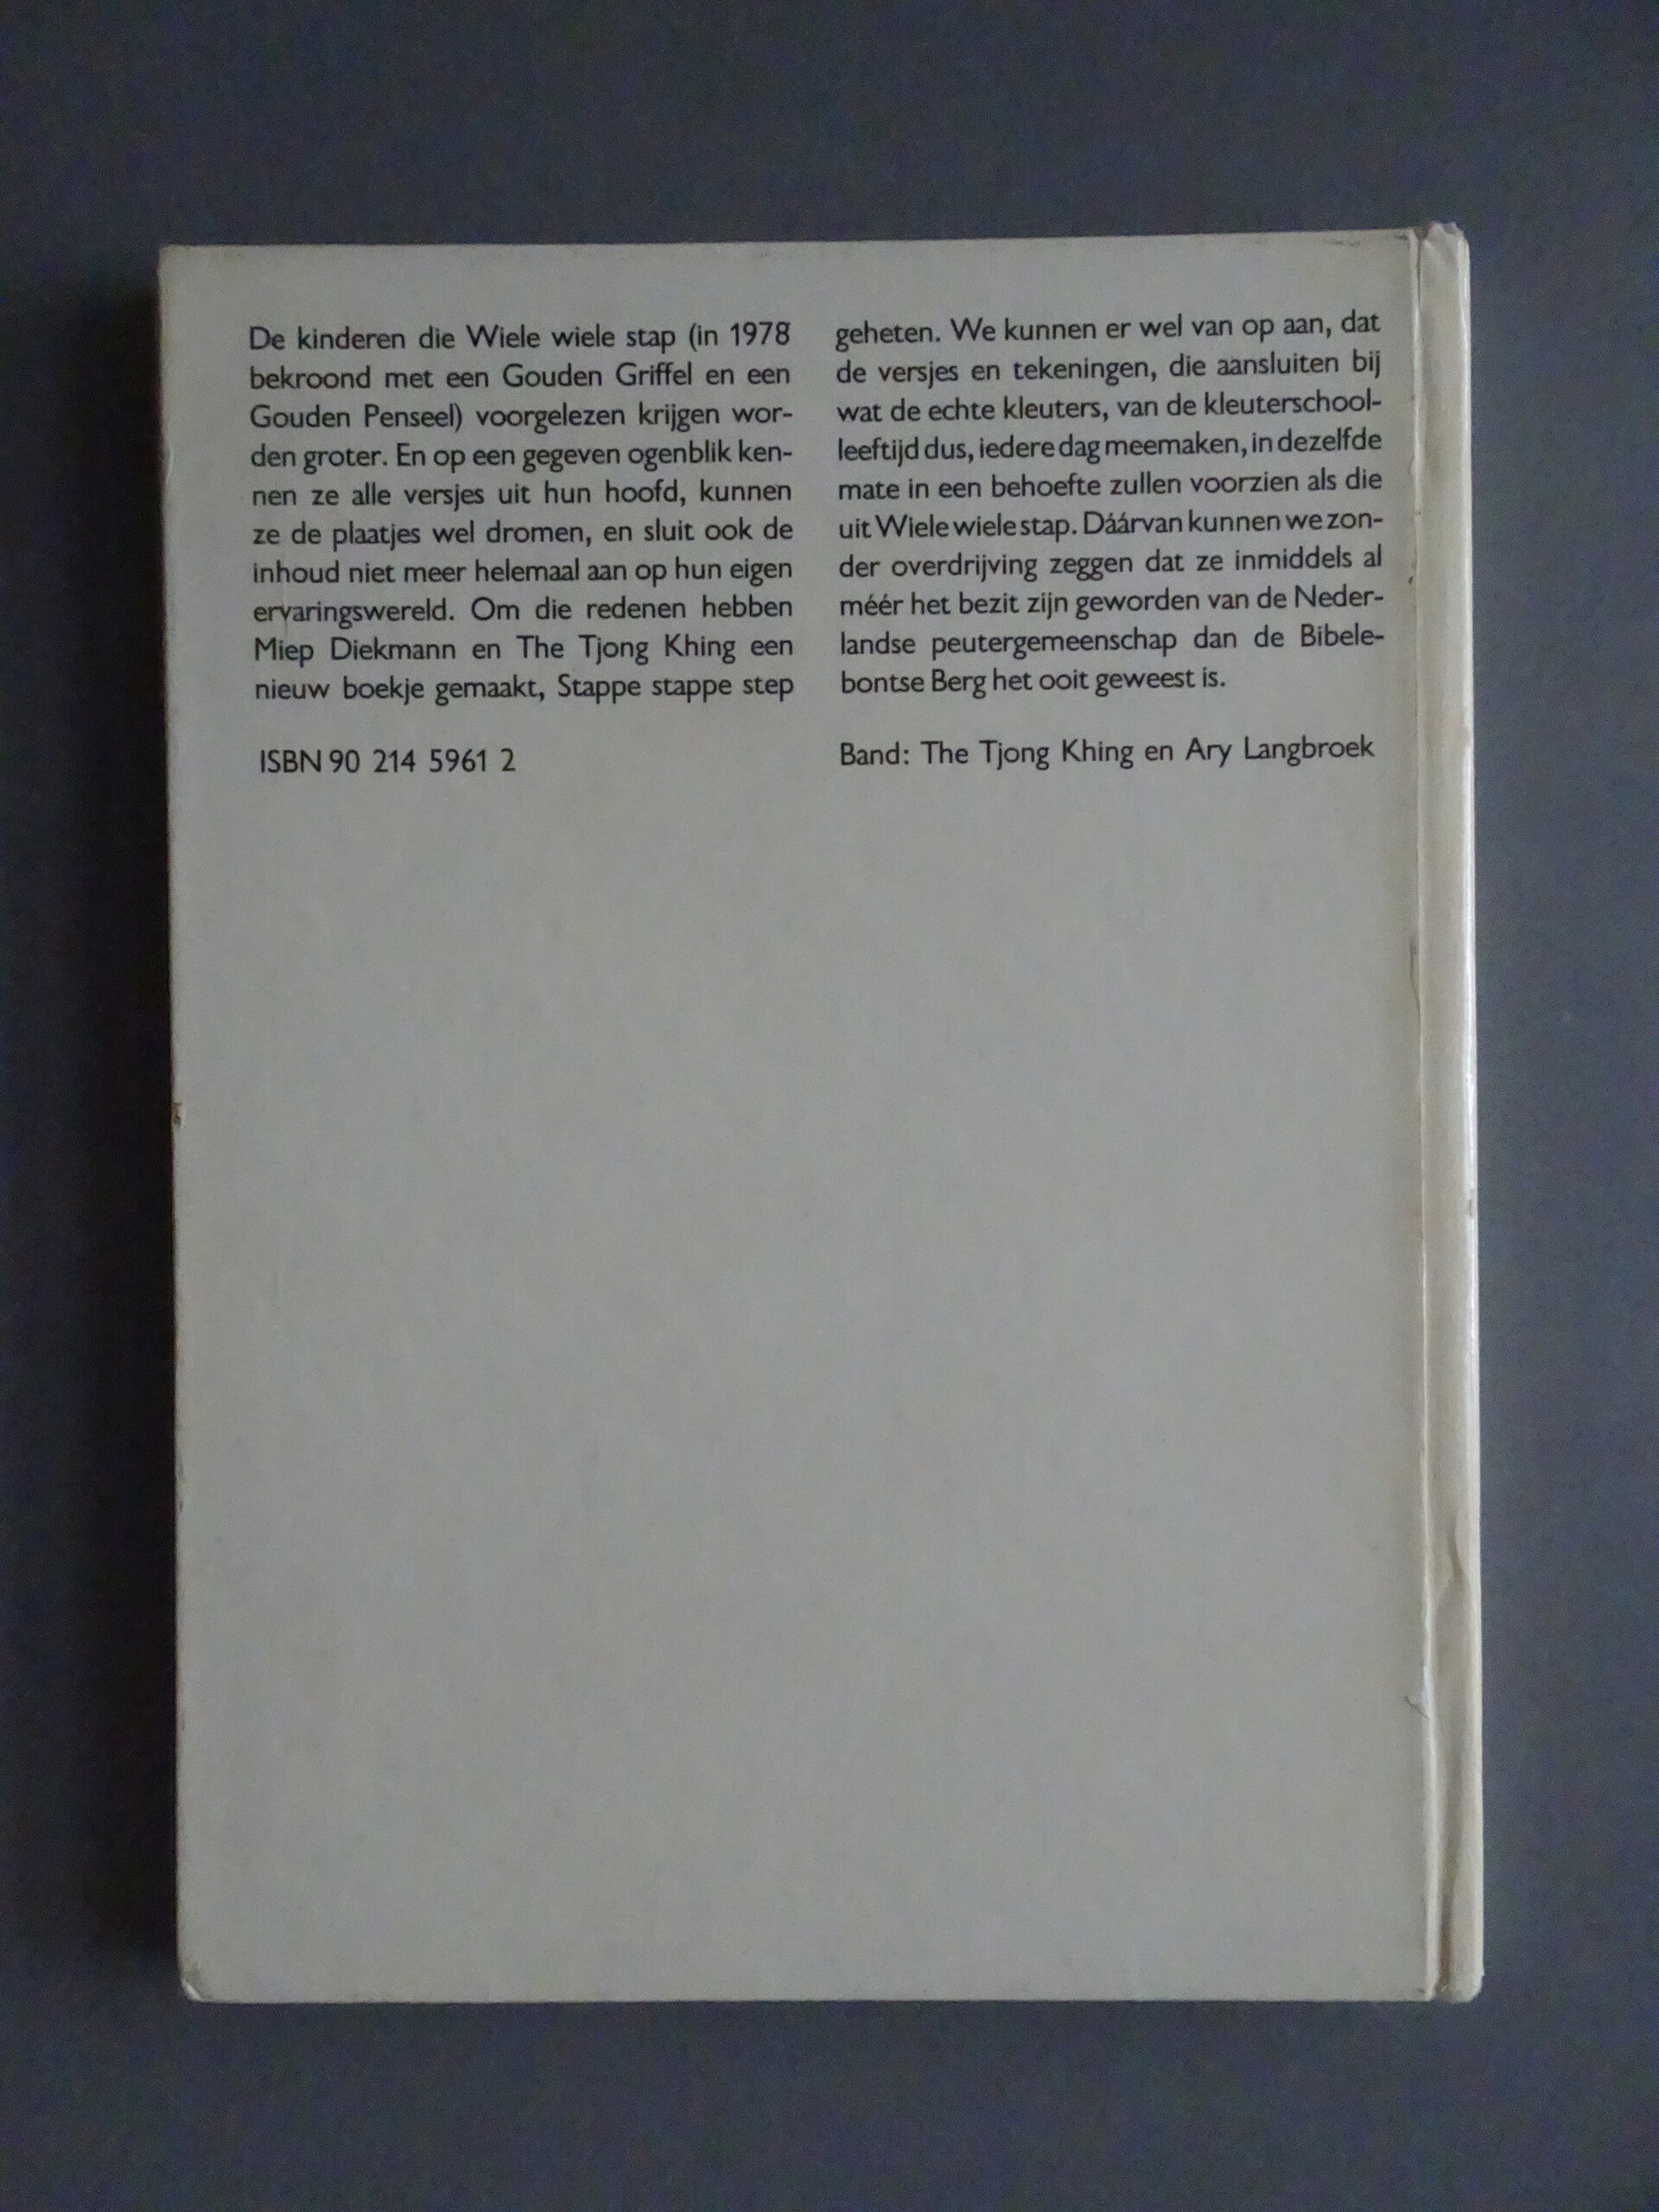 De kinderen die Wiele wiele stap (in 1978
bekroond met een Gouden Griffel en een
Gouden Penseel) voorgelezen krijgen wor-
den groter. En op een gegeven ogenblik ken-
nen ze alle versjes uit hun hoofd, kunnen
ze de plaatjes wel dromen, en sluit ook de
inhoud niet meer helemaal aan op hun eigen
ervaringswereld. Om die redenen hebben
Miep Diekmann en The Tjong Khing een
nieuw boekje gemaakt, Stappe stappe step
geheten. We kunnen er wel van op aan, dat
de versjes en tekeningen, die aansluiten bij
wat de echte kleuters, van de kleuterschool-
leeftijd dus, iedere dag meemaken, in dezelfde
mate in een behoefte zullen voorzien als die
uit Wiele wiele stap. Dáárvan kunnen we zon-
der overdrijving zeggen dat ze inmiddels al
méér het bezit zijn geworden van de Neder-
landse peutergemeenschap dan de Bibele-
bontse Berg het ooit geweest is.
ISBN 90 214 5961 2
Band: The Tjong Khing en Ary Langbroek